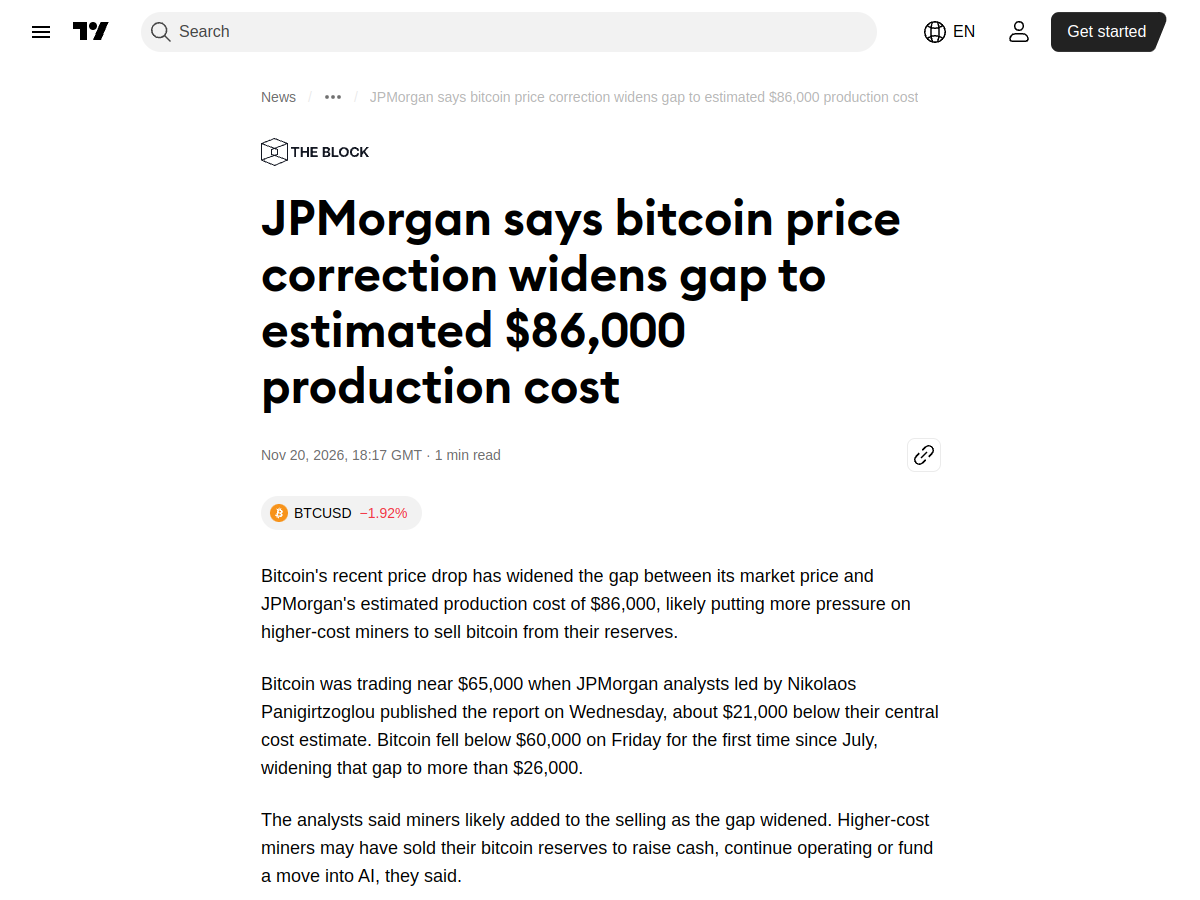 Search
EN
Get started
News / ••• / JPMorgan says bitcoin price correction widens gap to estimated $86,000 production cost
THE BLOCK
JPMorgan says bitcoin price
correction widens gap to
estimated $86,000
production cost
Nov 20, 2026, 18:17 GMT · 1 min read
BTCUSD −1.92%
Bitcoin's recent price drop has widened the gap between its market price and
JPMorgan's estimated production cost of $86,000, likely putting more pressure on
higher-cost miners to sell bitcoin from their reserves.
Bitcoin was trading near $65,000 when JPMorgan analysts led by Nikolaos
Panigirtzoglou published the report on Wednesday, about $21,000 below their central
cost estimate. Bitcoin fell below $60,000 on Friday for the first time since July,
widening that gap to more than $26,000.
The analysts said miners likely added to the selling as the gap widened. Higher-cost
miners may have sold their bitcoin reserves to raise cash, continue operating or fund
a move into AI, they said.